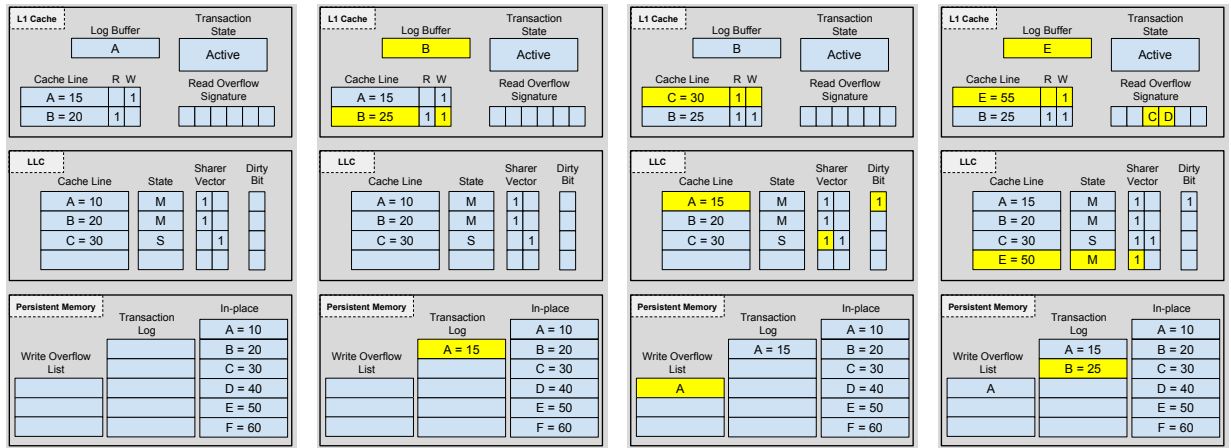 L1 Cache
Transaction
State
Log Buffer
A
Active
Cache Line R W
Read Overflow
Signature
A = 15 1
B = 20 1
LLC
Cache Line State Sharer Vector Dirty Bit
A = 10 M 1
B = 20 M 1
C = 30 S 1
Persistent Memory
Transaction
Log
In-place
Write Overflow
List
A = 10
B = 20
C = 30
D = 40
E = 50
F = 60
L1 Cache
Transaction
State
Log Buffer
B
Active
Cache Line R W
Read Overflow
Signature
A = 15 1
B = 25 1 1
LLC
Cache Line State Sharer Vector Dirty Bit
A = 10 M 1
B = 20 M 1
C = 30 S 1
Persistent Memory
Transaction
Log
In-place
Write Overflow
List
A = 10
A = 15 B = 20
C = 30
D = 40
E = 50
F = 60
L1 Cache
Transaction
State
Log Buffer
B
Active
Cache Line R W
Read Overflow
Signature
C = 30 1
B = 25 1 1
LLC
Cache Line State Sharer Vector Dirty Bit
A = 15 M 1 1
B = 20 M 1
C = 30 S 1 1
Persistent Memory
Transaction
Log
In-place
Write Overflow
List
A = 10
A = 15 B = 20
C = 30
A D = 40
E = 50
F = 60
L1 Cache
Transaction
State
Log Buffer
E
Active
Cache Line R W
Read Overflow
Signature
E = 55 1
B = 25 1 1 C D
LLC
Cache Line State Sharer Vector Dirty Bit
A = 15 M 1 1
B = 20 M 1
C = 30 S 1 1
E = 50 M 1
Persistent Memory
Transaction
Log
In-place
Write Overflow
List
A = 10
A = 15 B = 20
B = 25 C = 30
A D = 40
E = 50
F = 60